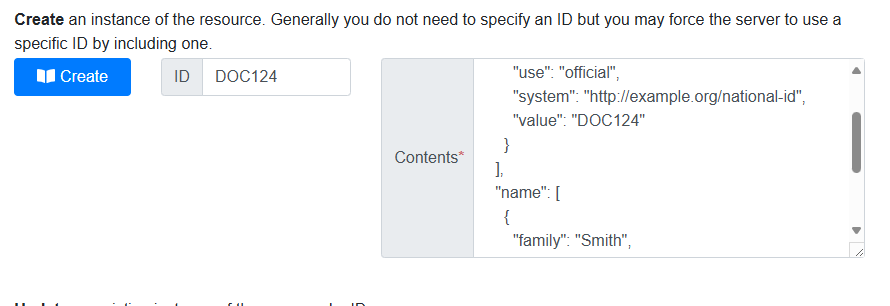 Create an instance of the resource. Generally you do not need to specify an ID but you may force the server to use a
specific ID by including one.
Create
ID
DOC124
Contents*
"use": "official",
"system": "http://example.org/national-id",
"value": "DOC124"
}
],
"name": [
{
"family": "Smith",